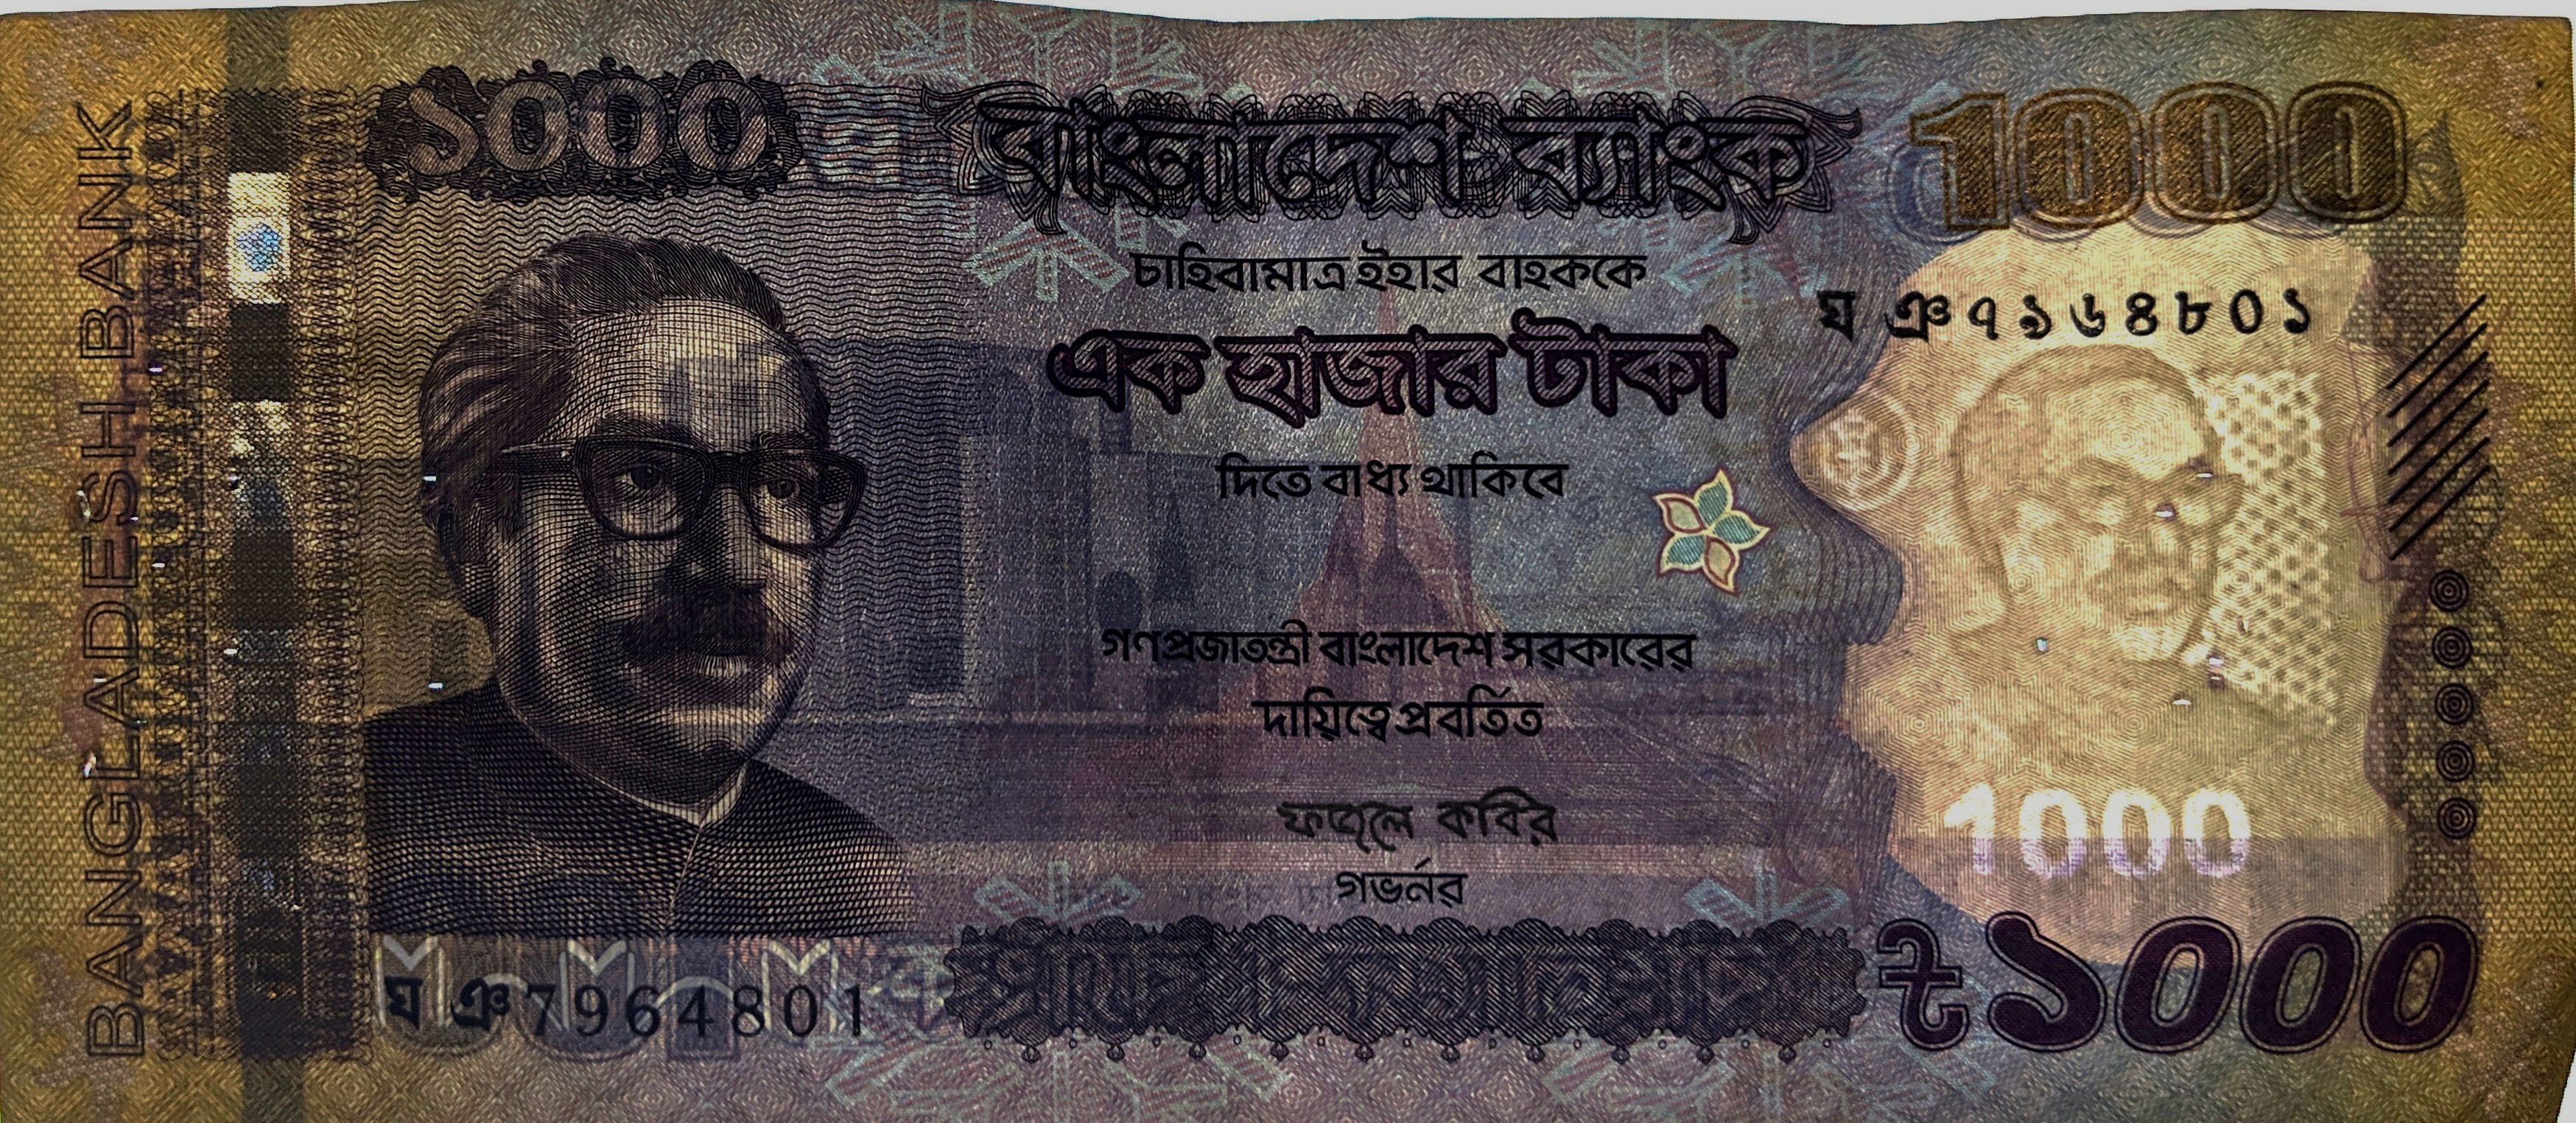 BANGLADESH BANK
১০০০
বাংলাদেশ ব্যাংক
1000
চাহিবামাত্র ইহার বাহককে
ঘ ঞ ৭৯৬৪৮০১
এক হাজার টাকা
দিতে বাধ্য থাকিবে
গণপ্রজাতন্ত্রী বাংলাদেশ সরকারের
দায়িত্বে প্রবর্তিত
ফজলে কবির
1000
গভর্নর
ঘ ঞ 7964801
৳১০০০